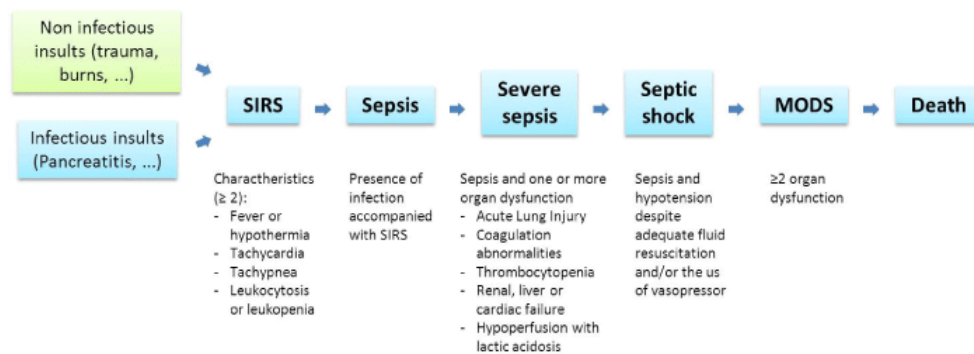 Non infectious
insults (trauma,
burns, ...)
Infectious insults
(Pancreatitis, ...)
SIRS
Sepsis
Severe
sepsis
Septic
shock
MODS
Death
Charactheristics
(≥ 2):
- Fever or
hypothermia
- Tachycardia
- Tachypnea
- Leukocytosis
or leukopenia
Presence of
infection
accompanied
with SIRS
Sepsis and one or more
organ dysfunction
- Acute Lung Injury
- Coagulation
abnormalities
- Thrombocytopenia
- Renal, liver or
cardiac failure
- Hypoperfusion with
lactic acidosis
Sepsis and
hypotension
despite
adequate fluid
resuscitation
and/or the us
of vasopressor
≥2 organ
dysfunction